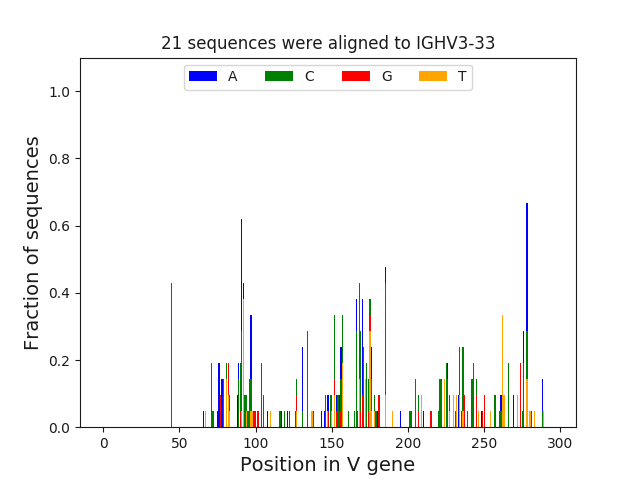 21 sequences were aligned to IGHV3-33
A C G T
1.0
0.8
0.6
0.4
0.2
0.0
Fraction of sequences
0 50 100 150 200 250 300
Position in V gene